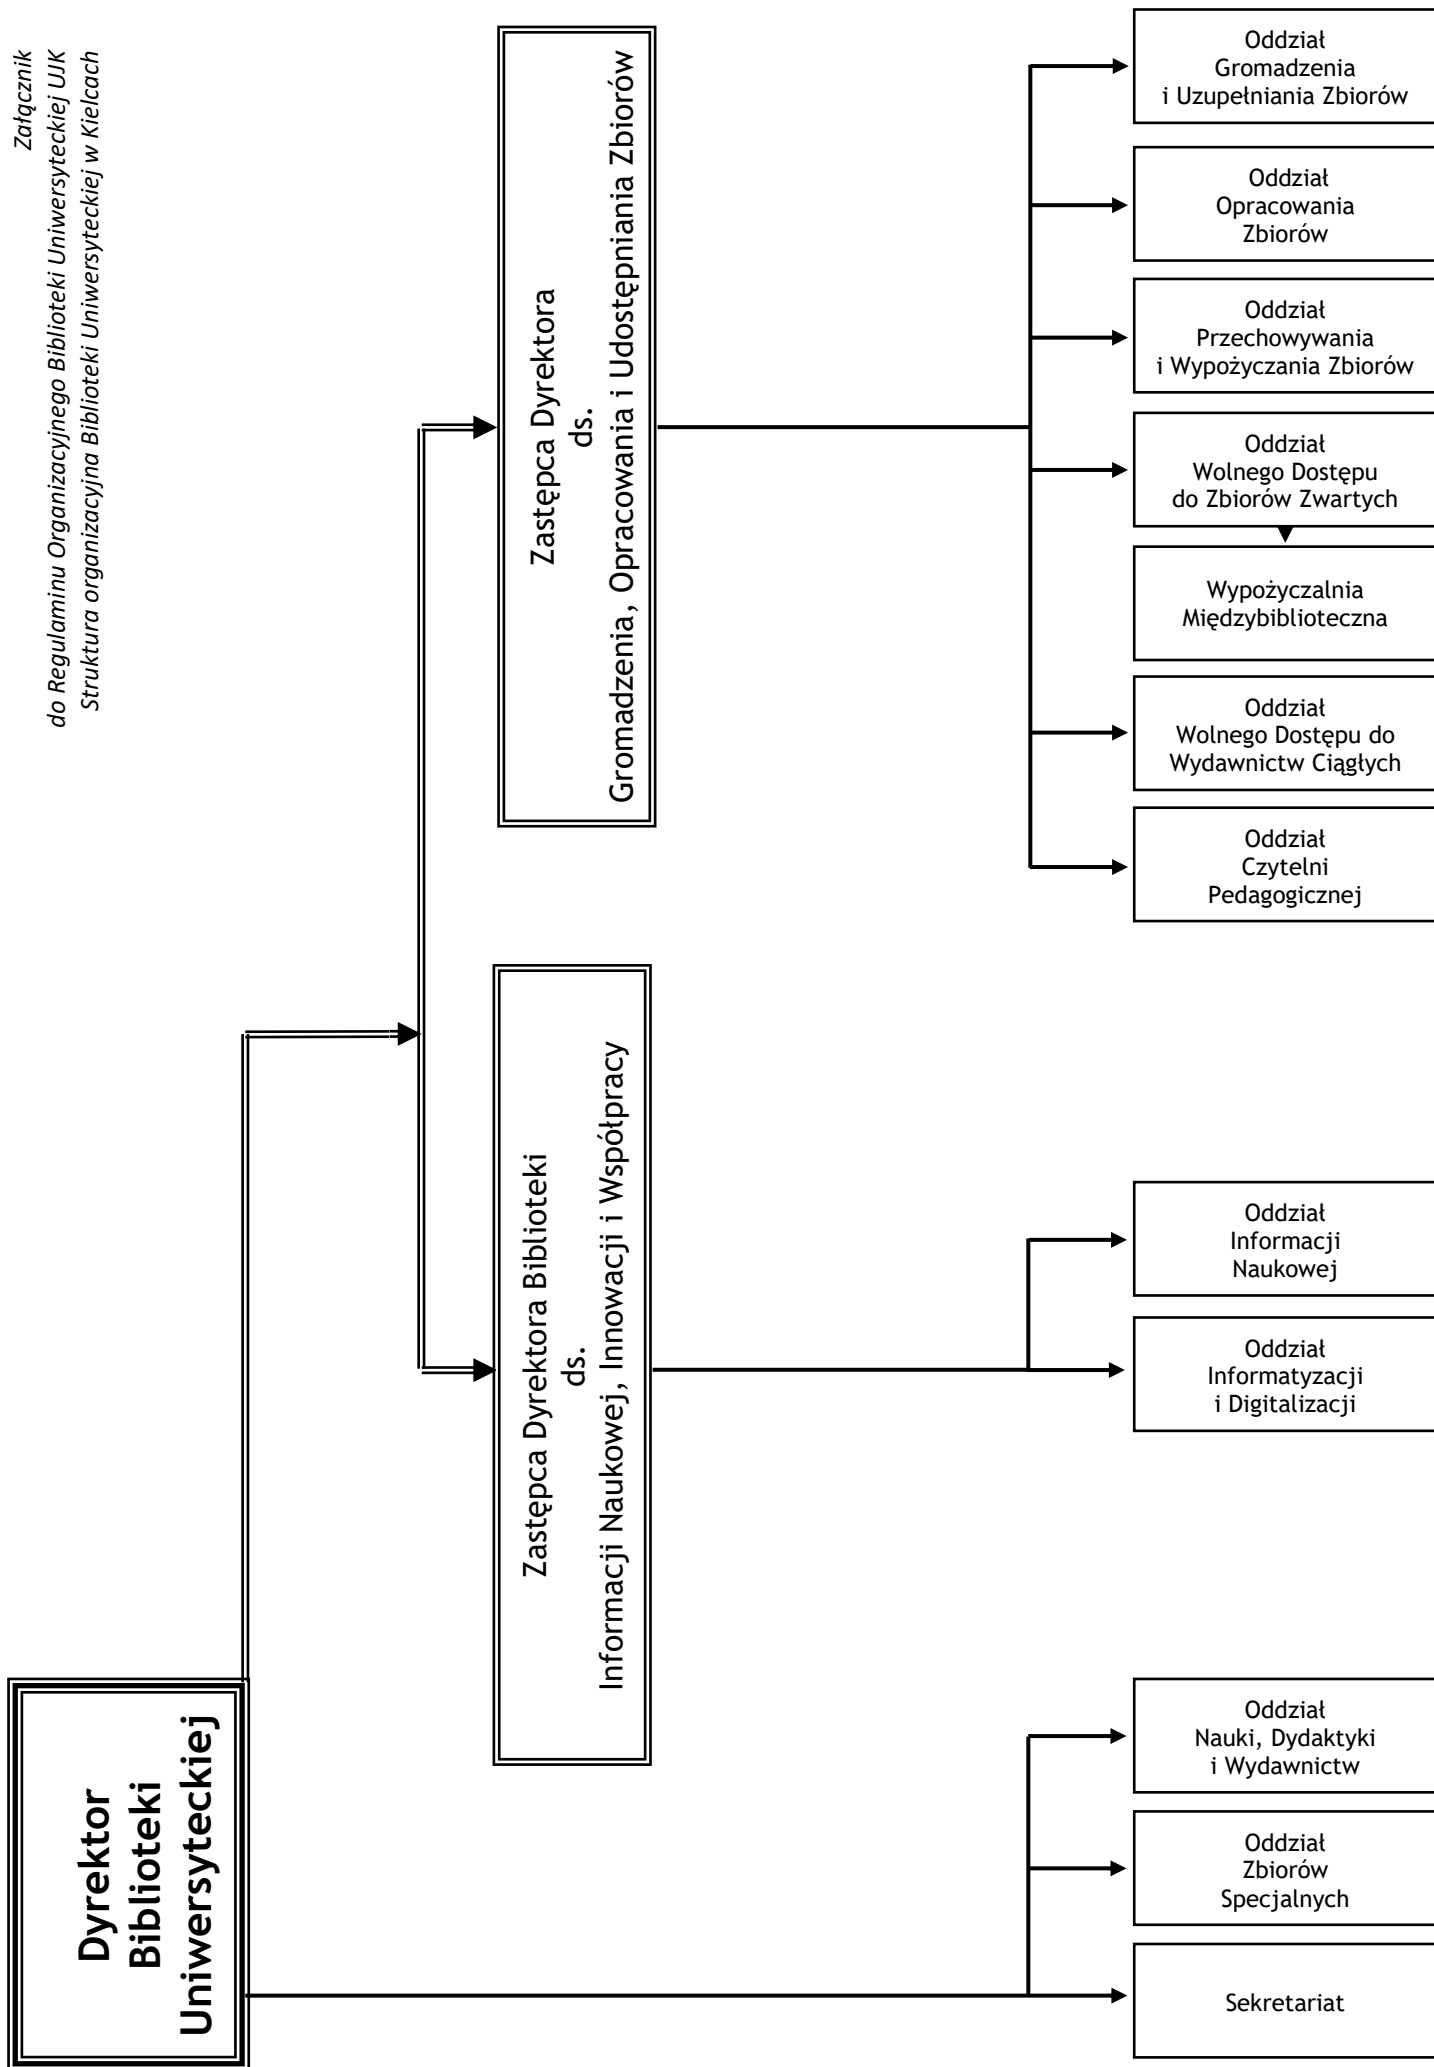 Załącznik
do Regulaminu Organizacyjnego Biblioteki Uniwersyteckiej UJK
Struktura organizacyjna Biblioteki Uniwersyteckiej w Kielcach
Dyrektor
Biblioteki
Uniwersyteckiej
Zastępca Dyrektora
ds.
Gromadzenia, Opracowania i Udostępniania Zbiorów
Zastępca Dyrektora Biblioteki
ds.
Informacji Naukowej, Innowacji i Współpracy
Oddział
Gromadzenia
i Uzupełniania Zbiorów
Oddział
Opracowania
Zbiorów
Oddział
Przechowywania
i Wypożyczania Zbiorów
Oddział
Wolnego Dostępu
do Zbiorów Zwartych
Wypożyczalnia
Międzybiblioteczna
Oddział
Wolnego Dostępu do
Wydawnictw Ciągłych
Oddział
Czytelni
Pedagogicznej
Oddział
Informacji
Naukowej
Oddział
Informatyzacji
i Digitalizacji
Oddział
Nauki, Dydaktyki
i Wydawnictw
Oddział
Zbiorów
Specjalnych
Sekretariat